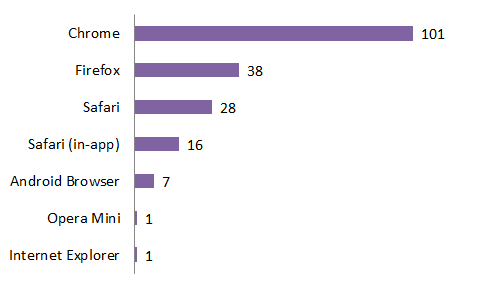 Chrome 101
Firefox 38
Safari 28
Safari (in-app) 16
Android Browser 7
Opera Mini 1
Internet Explorer 1